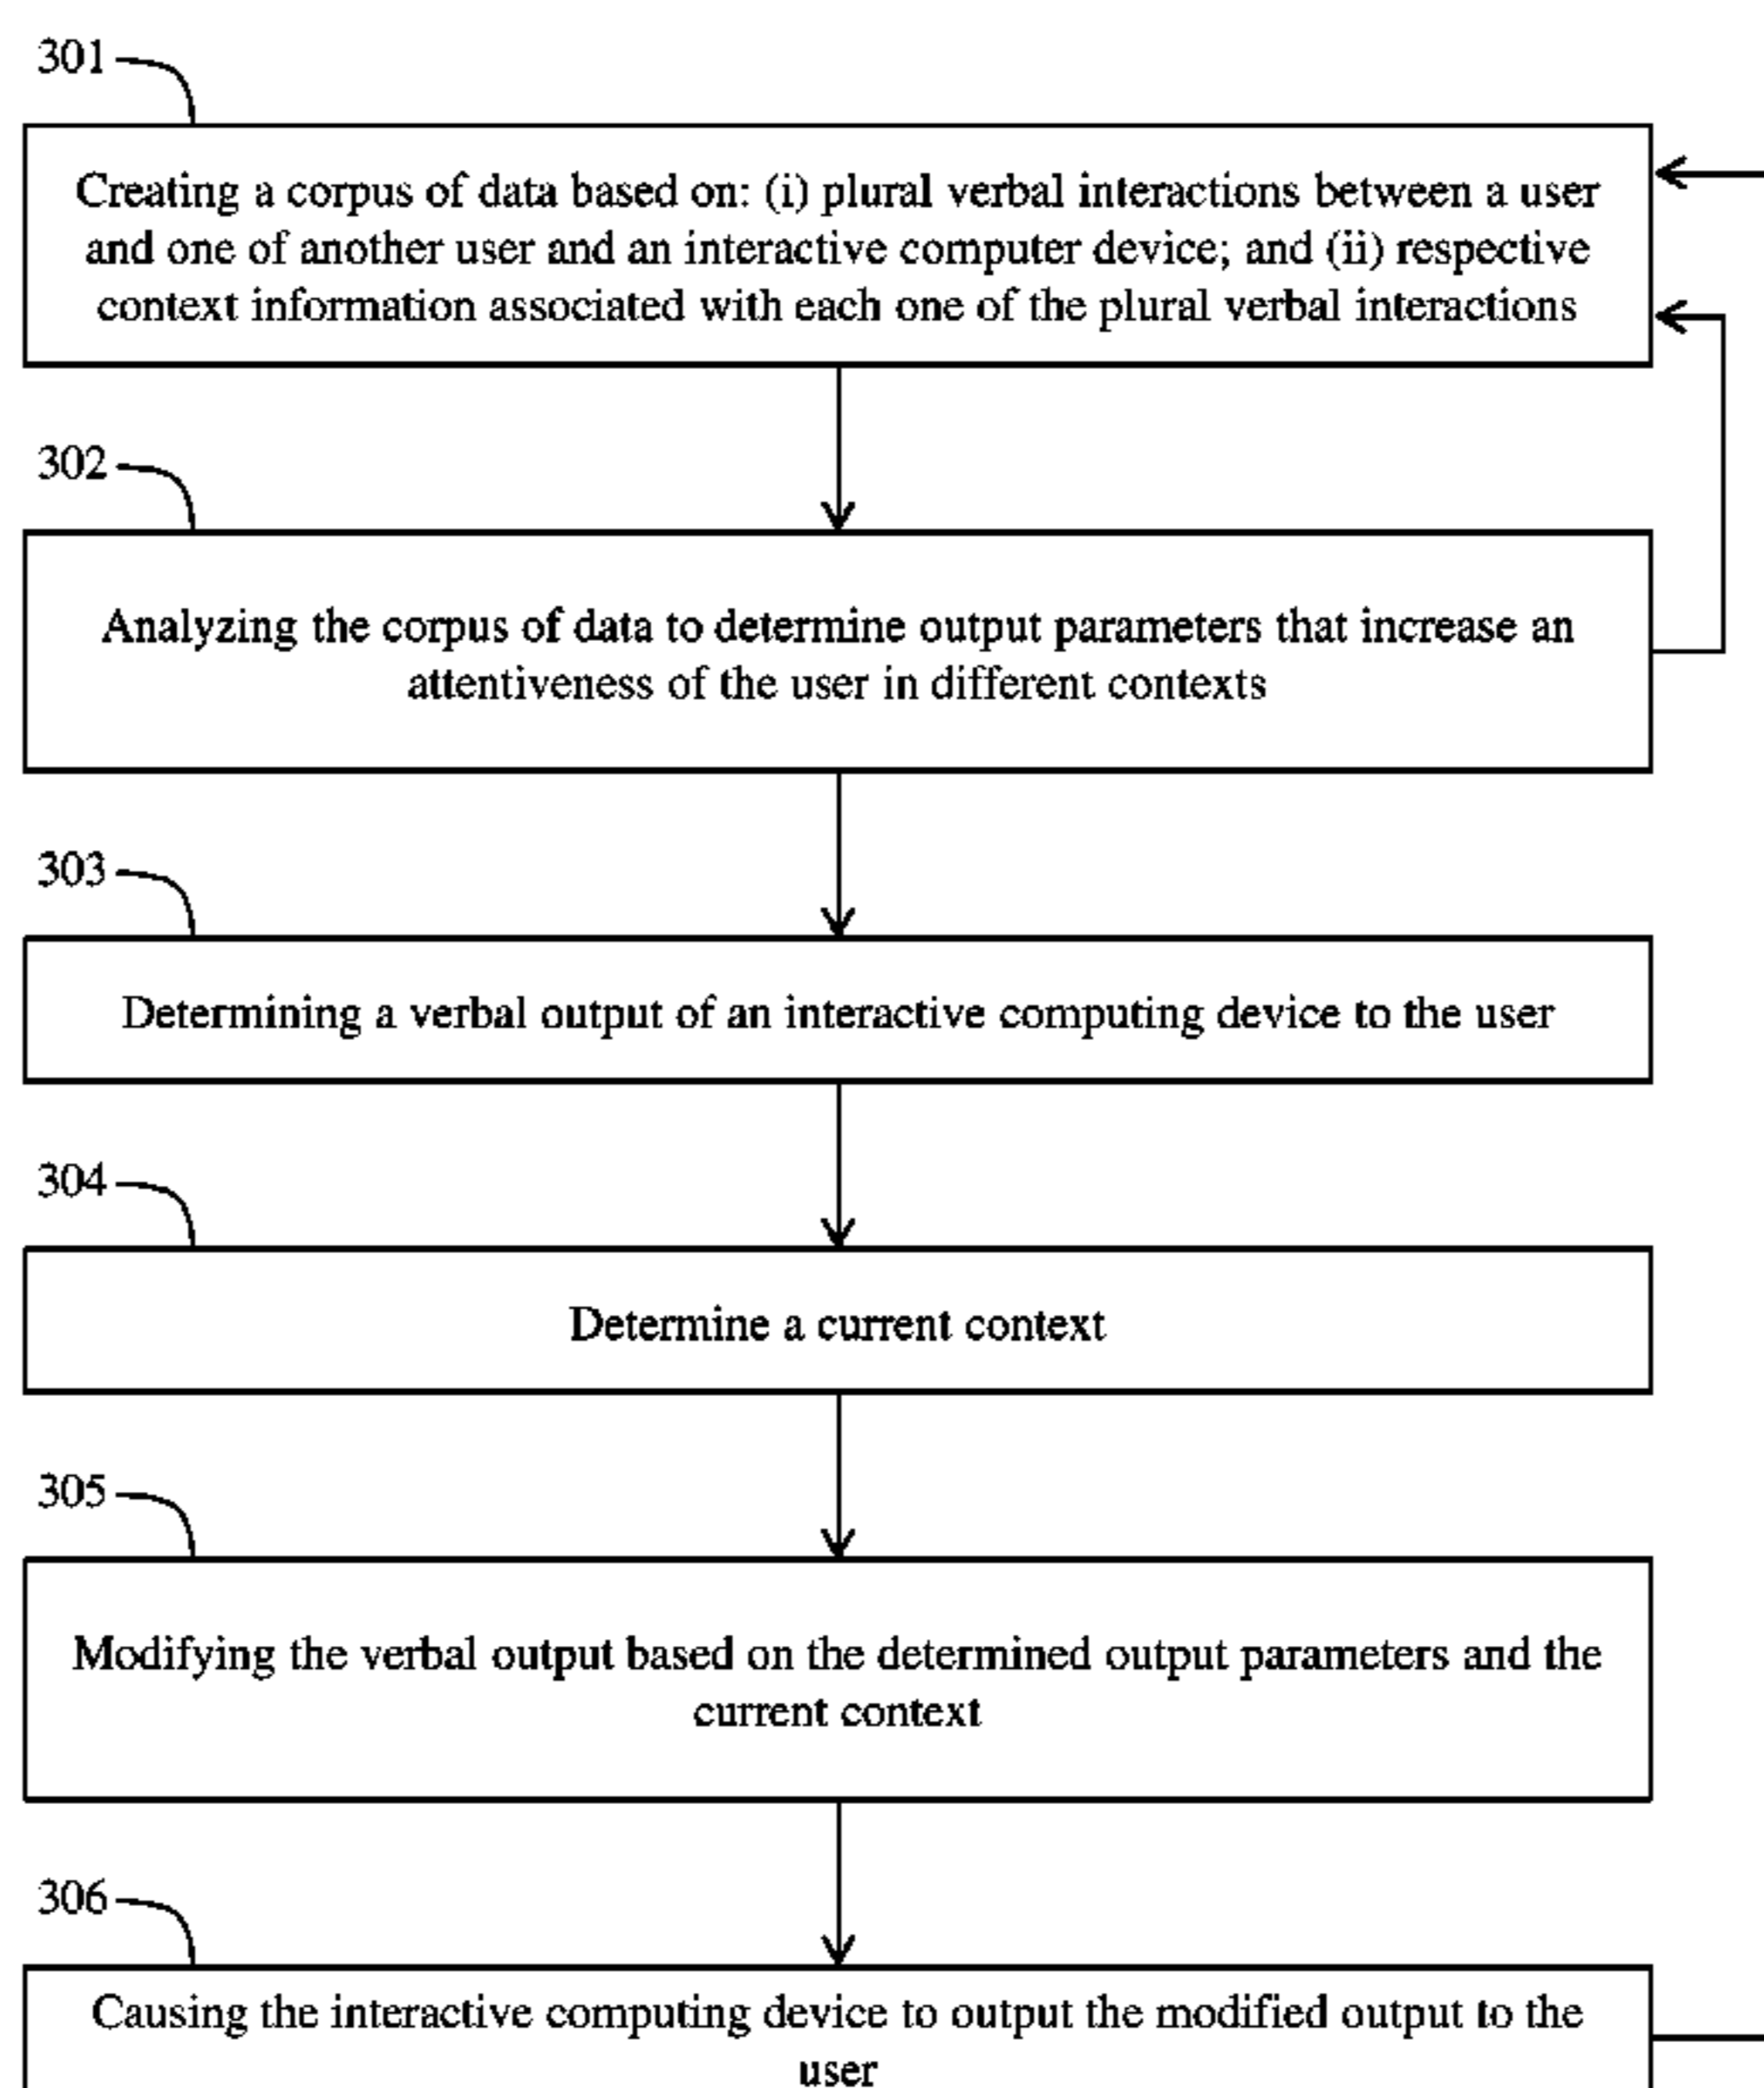 301
Creating a corpus of data based on: (i) plural verbal interactions between a user
and one of another user and an interactive computer device; and (ii) respective
context information associated with each one of the plural verbal interactions
302
Analyzing the corpus of data to determine output parameters that increase an
attentiveness of the user in different contexts
303
Determining a verbal output of an interactive computing device to the user
304
Determine a current context
305
Modifying the verbal output based on the determined output parameters and the
current context
306
Causing the interactive computing device to output the modified output to the
user